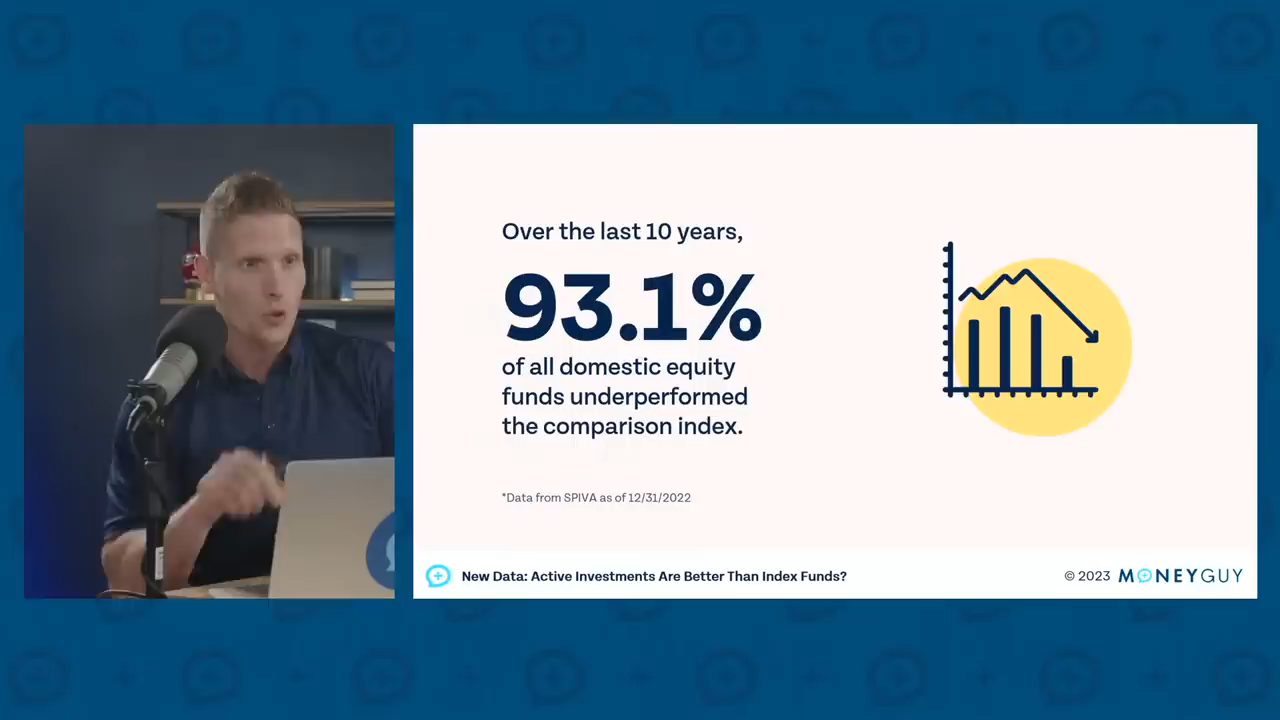 Over the last 10 years,
93.1%
of all domestic equity
funds underperformed
the comparison index.
*Data from SPIVA as of 12/31/2022
New Data: Active Investments Are Better Than Index Funds?
© 2023 MONEYGUY